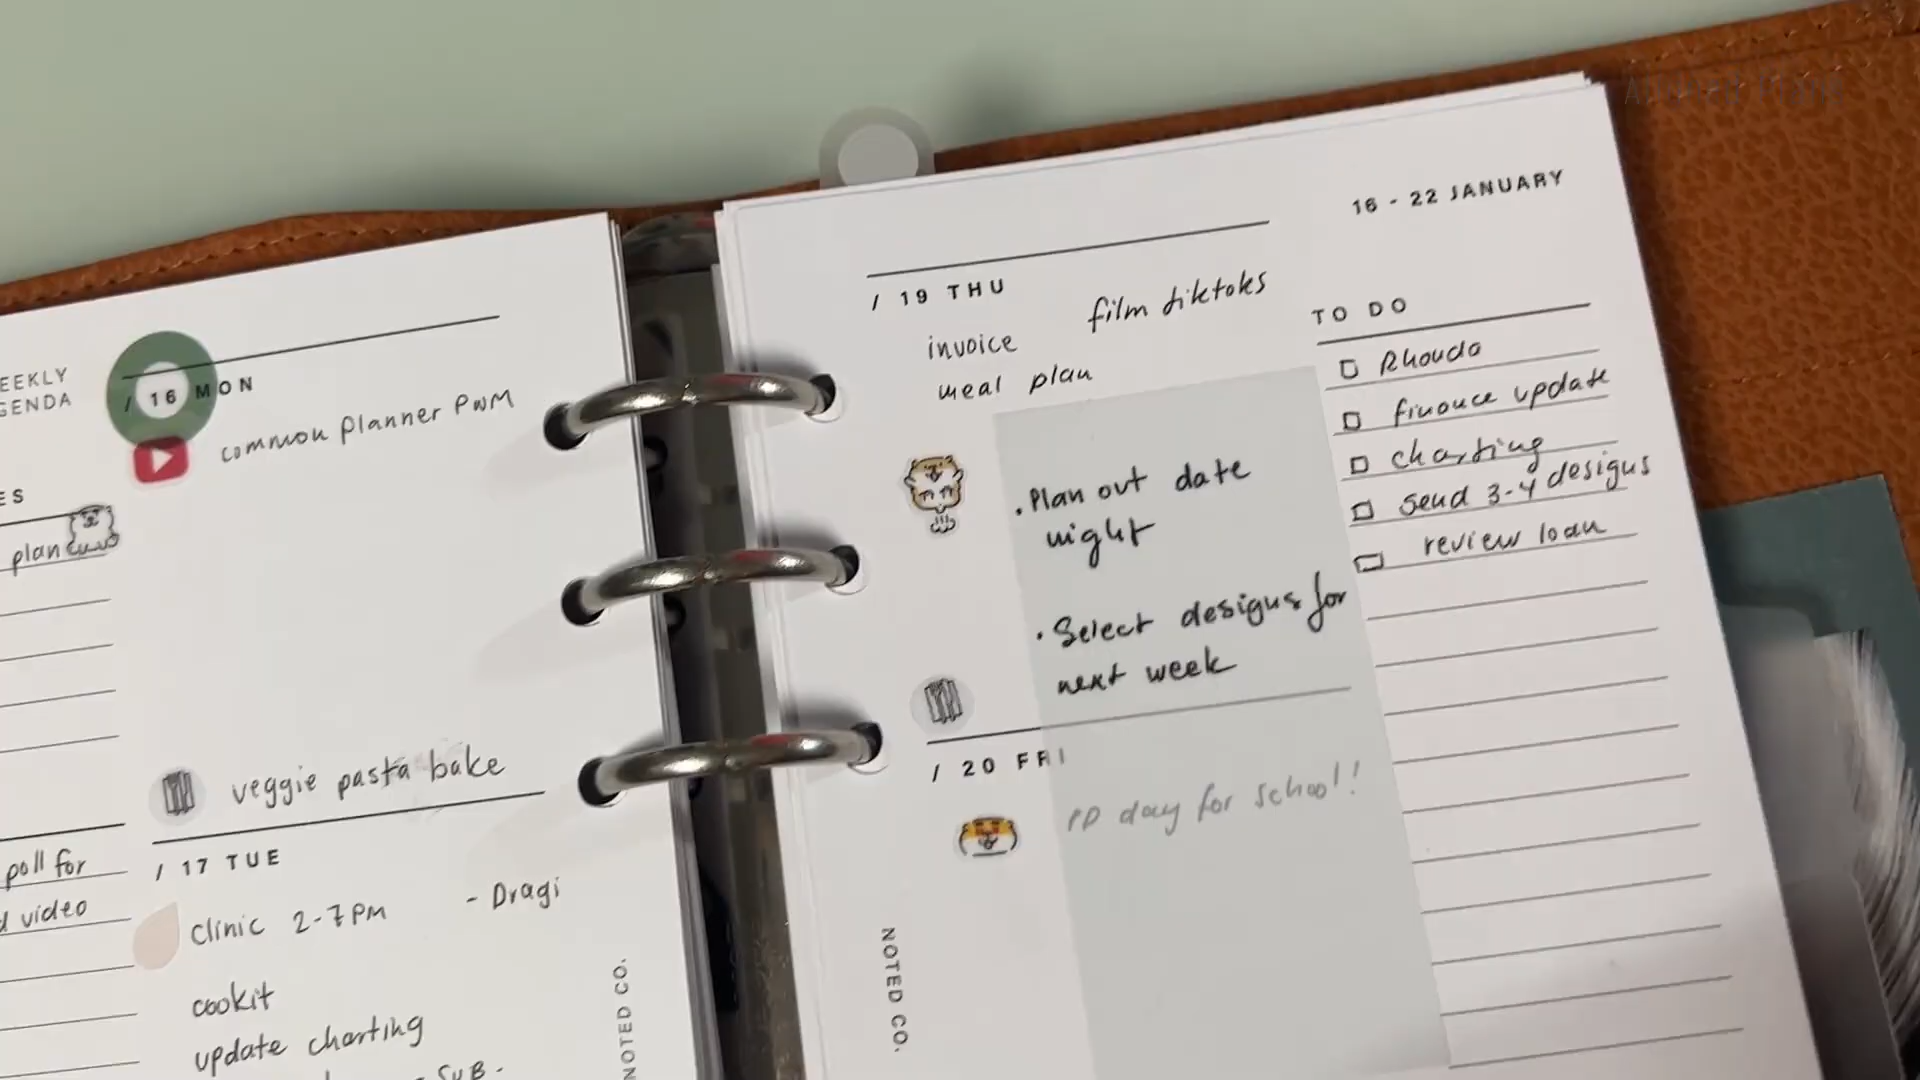 EEKLY
GENDA
ES
plan
poll for
video
/ 16 MON
common planner PWM
veggie pasta bake
/ 17 TUE
clinic 2-7PM - Dragi
cookit
update charting
SUB.
NOTED CO.
16 - 22 JANUARY
/ 19 THU
film tiktoks
invoice
meal plan
• Plan out date
night
• Select designs for
next week
/ 20 FRI
PD day for school!
NOTED CO.
TO DO
Rhonda
finance update
charting
send 3-4 designs
review loan